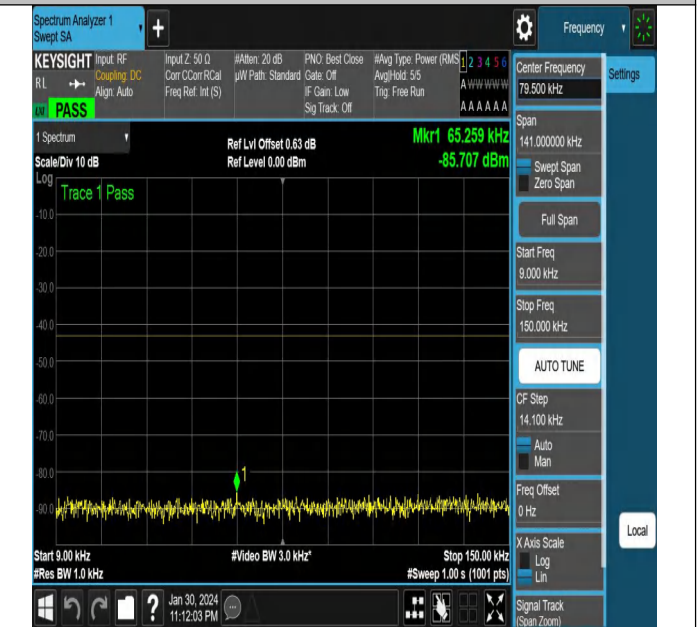 Spectrum Analyzer 1
Swept SA
+
Frequency
KEYSIGHT
RL
PASS
Input: RF
Coupling: DC
Align: Auto
Input Z: 50 Ω
Corr CCorr RCal
Freq Ref: Int (S)
#Atten: 20 dB
µW Path: Standard
PNO: Best Close
Gate: Off
IF Gain: Low
Sig Track: Off
#Avg Type: Power (RMS
Avg|Hold: 5/5
Trig: Free Run
1 2 3 4 5 6
A W W W W W
A A A A A A
1 Spectrum
Scale/Div 10 dB
Log
Ref Lvl Offset 0.63 dB
Ref Level 0.00 dBm
Mkr1 65.259 kHz
-85.707 dBm
Trace 1 Pass
-10.0
-20.0
-30.0
-40.0
-50.0
-60.0
-70.0
-80.0
-90.0
1
Start 9.00 kHz
#Res BW 1.0 kHz
#Video BW 3.0 kHz*
Stop 150.00 kHz
#Sweep 1.00 s (1001 pts)
Jan 30, 2024
11:12:03 PM
?
Center Frequency
79.500 kHz
Span
141.000000 kHz
Swept Span
Zero Span
Full Span
Start Freq
9.000 kHz
Stop Freq
150.000 kHz
AUTO TUNE
CF Step
14.100 kHz
Auto
Man
Freq Offset
0 Hz
X Axis Scale
Log
Lin
Signal Track
(Span Zoom)
Settings
Local